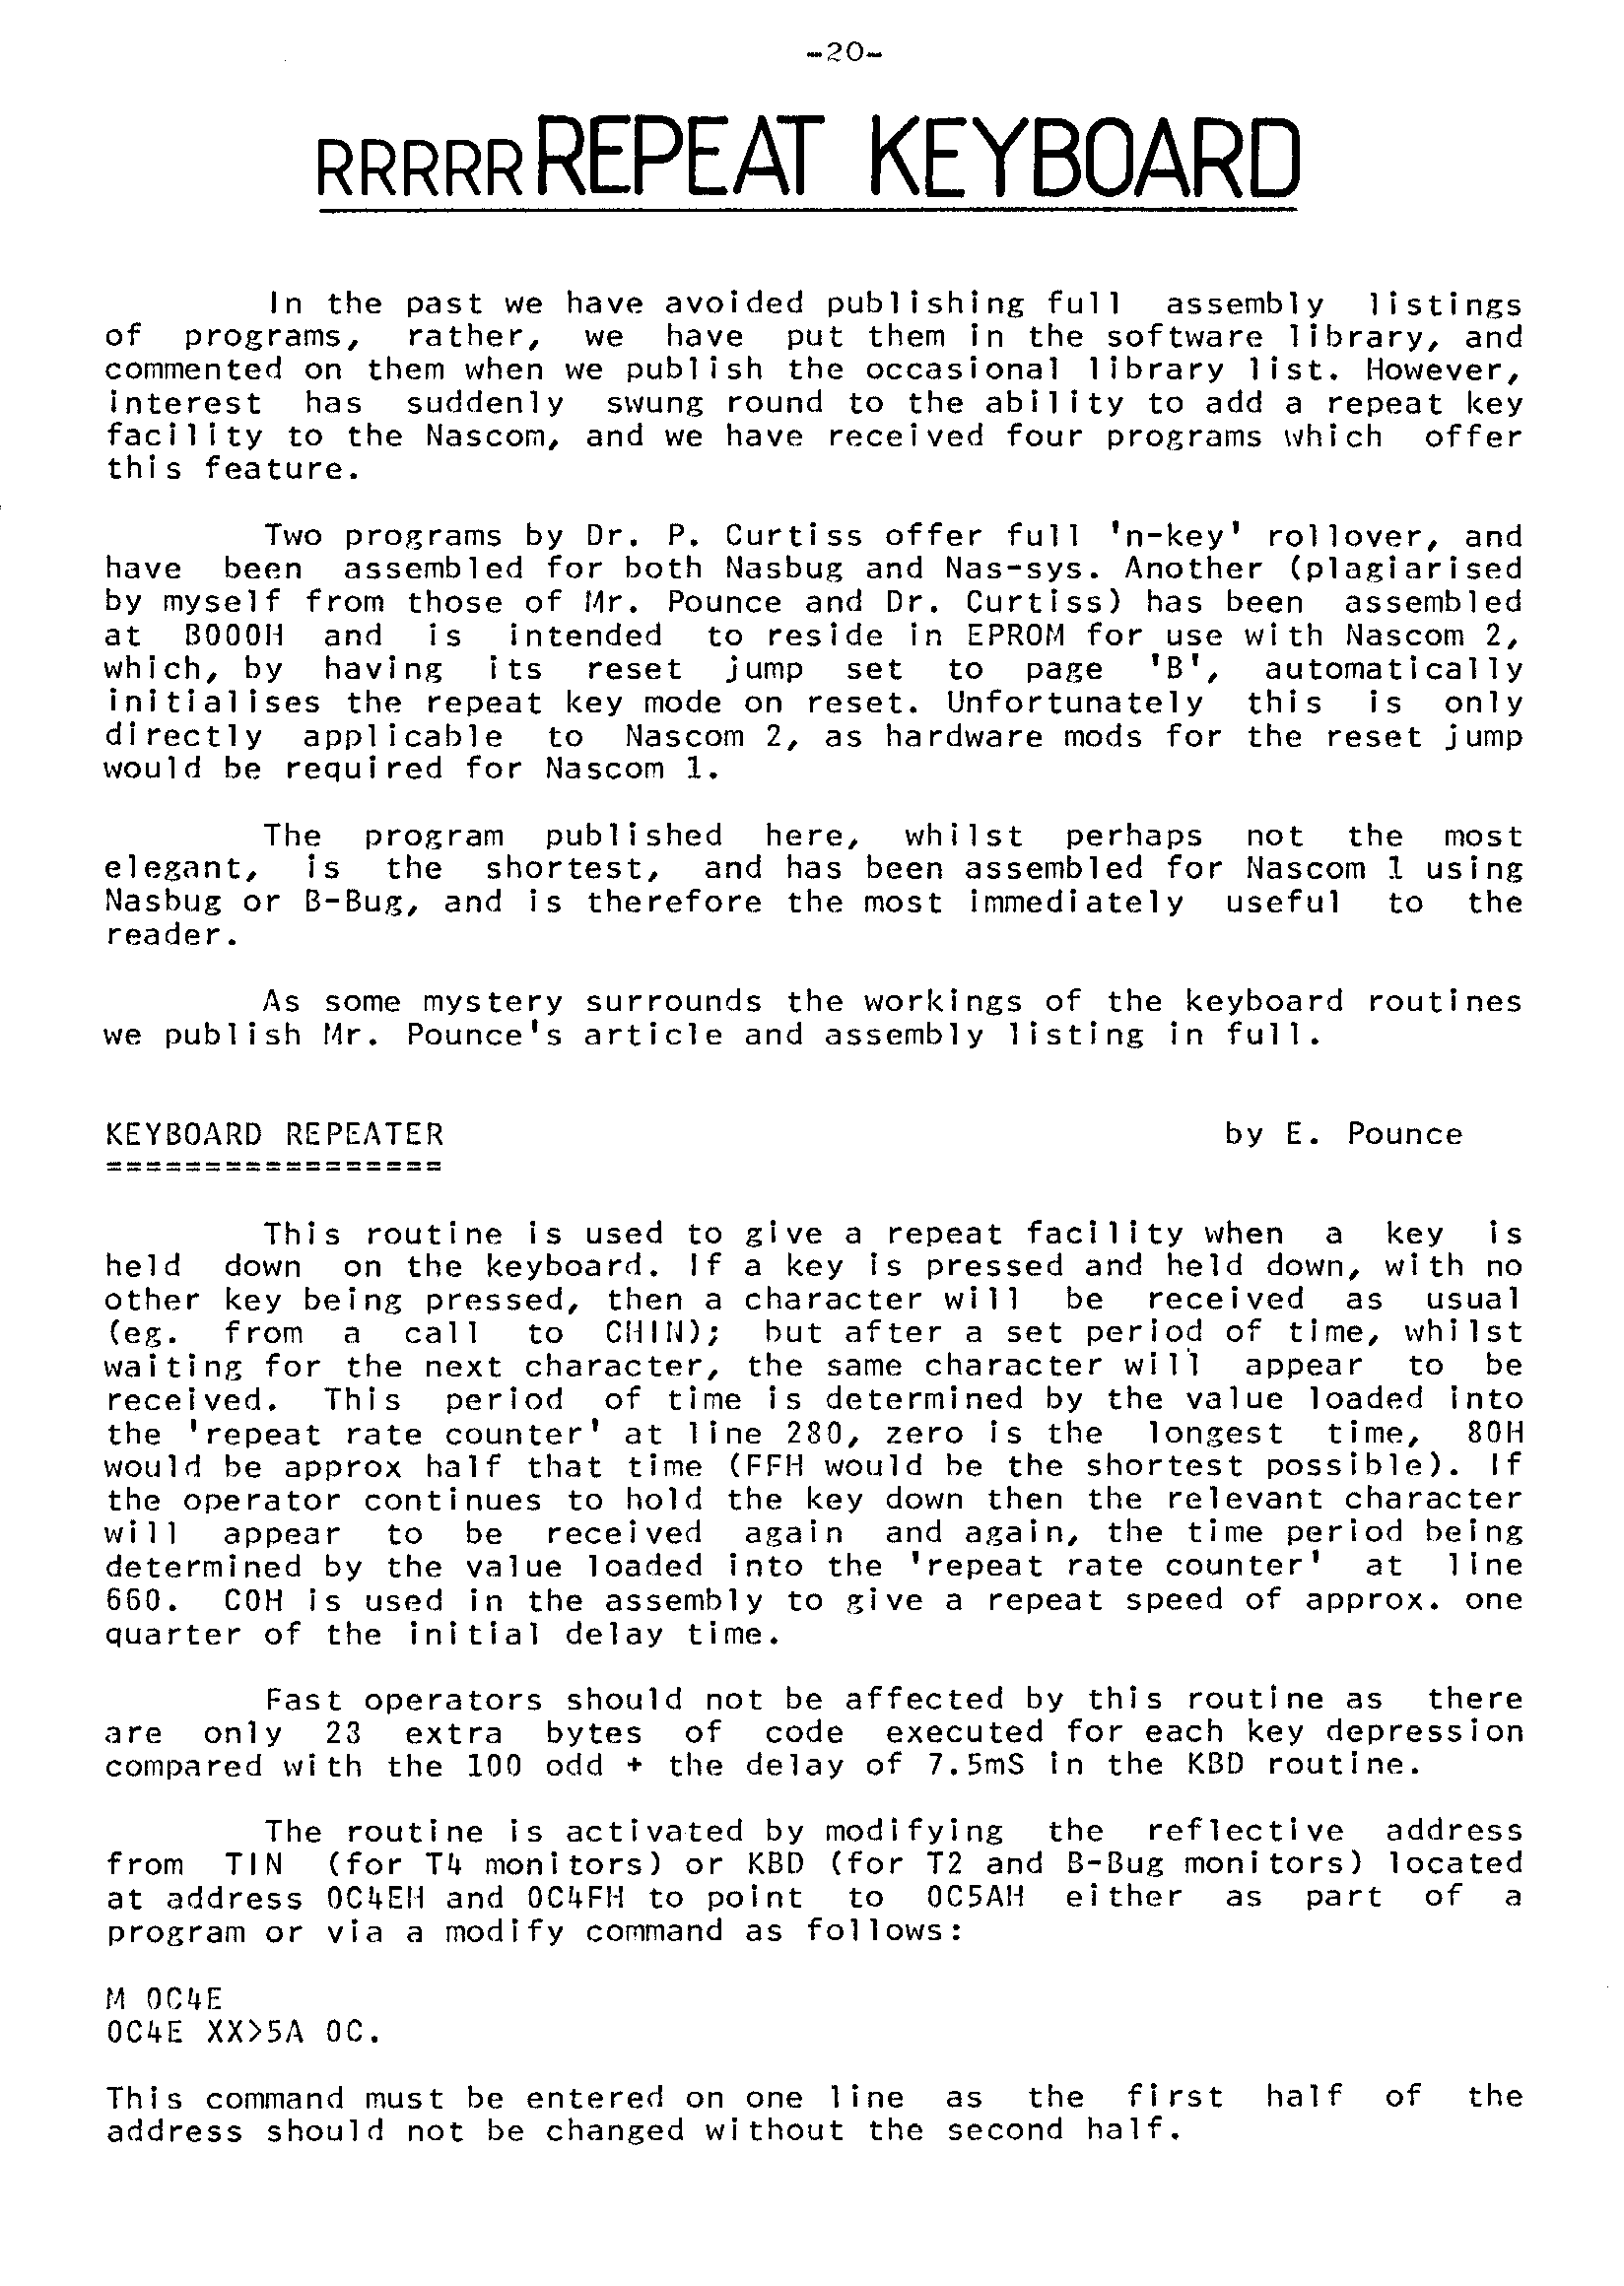 -20-
RRRRRREPEAT KEYBOARD
In the past we have avoided publishing full assembly listings
of programs, rather, we have put them in the software library, and
commented on them when we publish the occasional library list. However,
interest has suddenly swung round to the ability to add a repeat key
facility to the Nascom, and we have received four programs which offer
this feature.
Two programs by Dr. P. Curtiss offer full 'n-key' rollover, and
have been assembled for both Nasbug and Nas-sys. Another (plagiarised
by myself from those of Mr. Pounce and Dr. Curtiss) has been assembled
at B000H and is intended to reside in EPROM for use with Nascom 2,
which, by having its reset jump set to page 'B', automatically
initialises the repeat key mode on reset. Unfortunately this is only
directly applicable to Nascom 2, as hardware mods for the reset jump
would be required for Nascom 1.
The program published here, whilst perhaps not the most
elegant, is the shortest, and has been assembled for Nascom 1 using
Nasbug or B-Bug, and is therefore the most immediately useful to the
reader.
As some mystery surrounds the workings of the keyboard routines
we publish Mr. Pounce's article and assembly listing in full.
KEYBOARD REPEATER by E. Pounce
=================
This routine is used to give a repeat facility when a key is
held down on the keyboard. If a key is pressed and held down, with no
other key being pressed, then a character will be received as usual
(eg. from a call to CHIN); but after a set period of time, whilst
waiting for the next character, the same character will appear to be
received. This period of time is determined by the value loaded into
the 'repeat rate counter' at line 280, zero is the longest time, 80H
would be approx half that time (FFH would be the shortest possible). If
the operator continues to hold the key down then the relevant character
will appear to be received again and again, the time period being
determined by the value loaded into the 'repeat rate counter' at line
660. C0H is used in the assembly to give a repeat speed of approx. one
quarter of the initial delay time.
Fast operators should not be affected by this routine as there
are only 23 extra bytes of code executed for each key depression
compared with the 100 odd + the delay of 7.5mS in the KBD routine.
The routine is activated by modifying the reflective address
from TIN (for T4 monitors) or KBD (for T2 and B-Bug monitors) located
at address 0C4EH and 0C4FH to point to 0C5AH either as part of a
program or via a modify command as follows:
M 0C4E
0C4E XX>5A 0C.
This command must be entered on one line as the first half of the
address should not be changed without the second half.